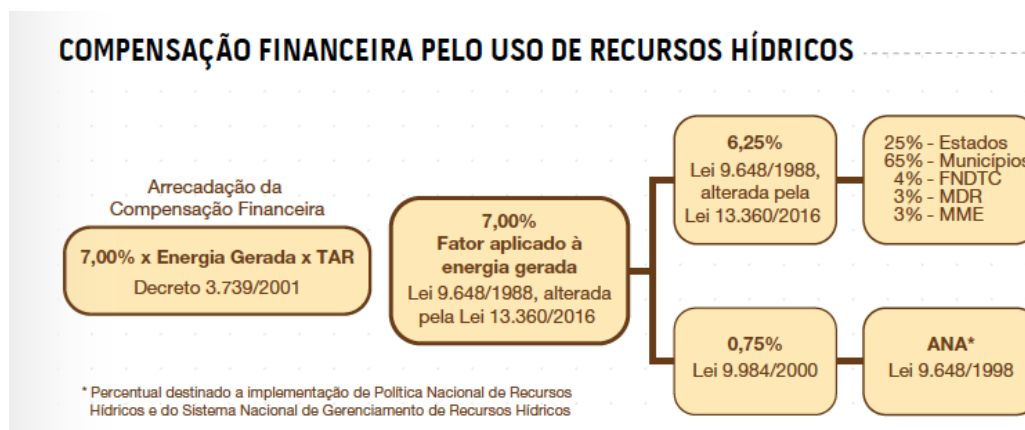 COMPENSAÇÃO FINANCEIRA PELO USO DE RECURSOS HÍDRICOS
Arrecadação da
Compensação Financeira
7,00% x Energia Gerada x TAR
Decreto 3.739/2001
7,00%
Fator aplicado à
energia gerada
Lei 9.648/1988, alterada
pela Lei 13.360/2016
6,25%
Lei 9.648/1988,
alterada pela
Lei 13.360/2016
25% - Estados
65% - Municípios
4% - FNDTC
3% - MDR
3% - MME
0,75%
Lei 9.984/2000
ANA*
Lei 9.648/1998
* Percentual destinado a implementação de Política Nacional de Recursos
Hídricos e do Sistema Nacional de Gerenciamento de Recursos Hídricos